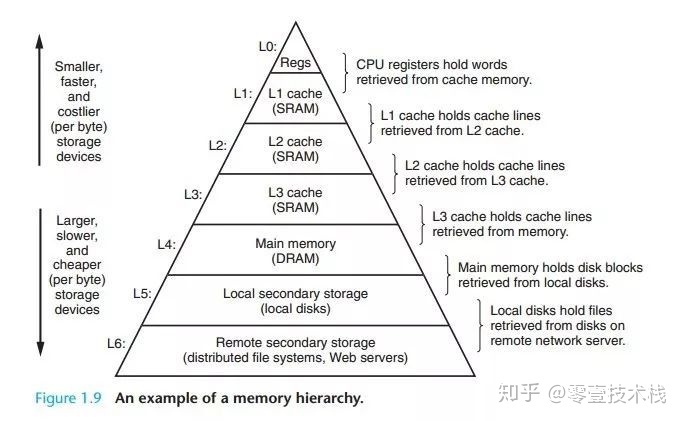 Smaller,
faster,
and
costlier
(per byte)
storage
devices
Larger,
slower,
and
cheaper
(per byte)
storage
devices
L0:
Regs
L1:
L1 cache
(SRAM)
L2:
L2 cache
(SRAM)
L3:
L3 cache
(SRAM)
L4:
Main memory
(DRAM)
L5:
Local secondary storage
(local disks)
L6:
Remote secondary storage
(distributed file systems, Web servers)
CPU registers hold words
retrieved from cache memory.
L1 cache holds cache lines
retrieved from L2 cache.
L2 cache holds cache lines
retrieved from L3 cache.
L3 cache holds cache lines
retrieved from memory.
Main memory holds disk blocks
retrieved from local disks.
Local disks hold files
retrieved from disks on
remote network server.
Figure 1.9 An example of a memory hierarchy.
知乎 @零壹技术栈